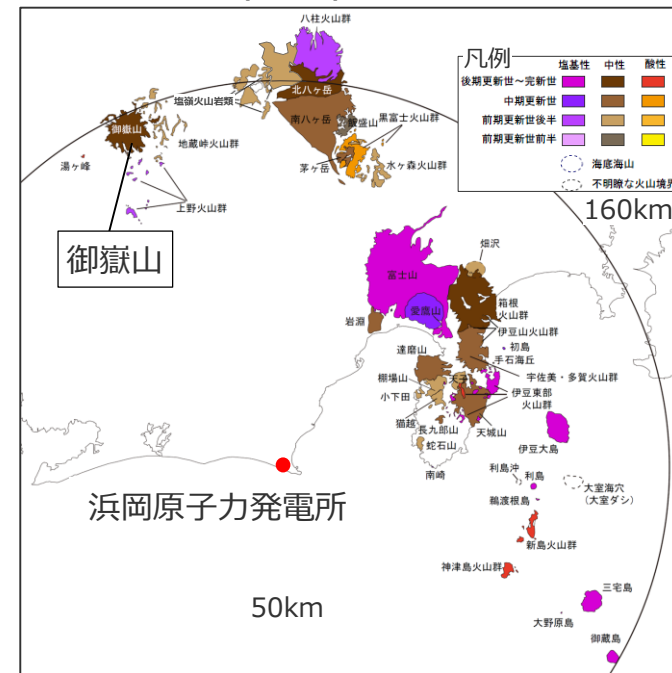 八柱火山群
凡例
塩基性 中性 酸性
後期更新世～完新世
中期更新世
前期更新世後半
前期更新世前半
海底海山
不明瞭な火山境界
160km
塩嶺火山岩類
北八ヶ岳
御嶽山
南八ヶ岳
黒富士火山群
地蔵峠火山群
湯ヶ峰
茅ヶ岳
水ヶ森火山群
上野火山群
御嶽山
畑沢
富士山
愛鷹山
箱根
火山群
岩淵
伊豆山火山群
初島
達磨山
手石海丘
棚場山
宇佐美・多賀火山群
小下田
伊豆東部
火山群
猫越
長九郎山
天城山
蛇石山
伊豆大島
南崎
利島沖
利島
大室海穴
（大室ダシ）
鵜渡根島
浜岡原子力発電所
新島火山群
神津島火山群
50km
三宅島
大野原島
御蔵島